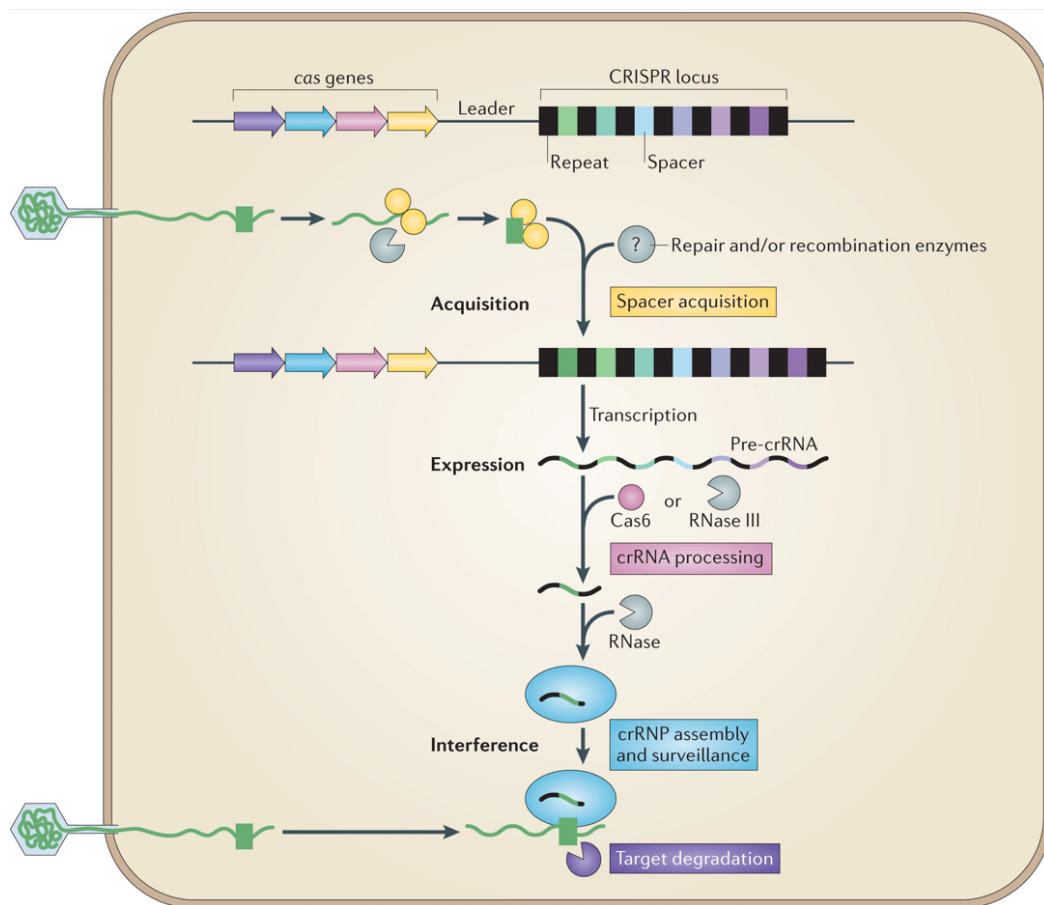 cas genes
CRISPR locus
Leader
Repeat
Spacer
?
Repair and/or recombination enzymes
Acquisition
Spacer acquisition
Transcription
Pre-crRNA
Expression
Cas6
or
RNase III
crRNA processing
RNase
Interference
crRNP assembly
and surveillance
Target degradation